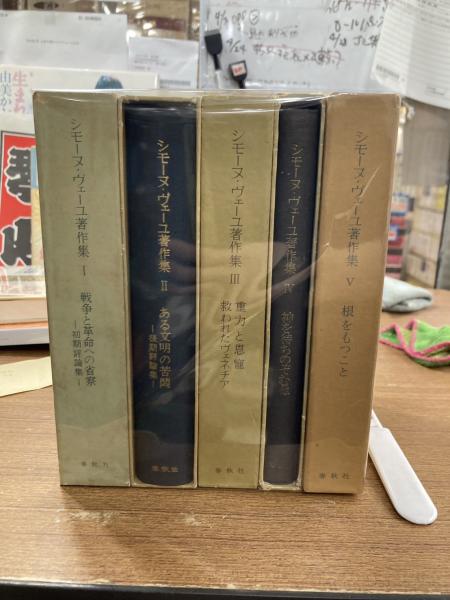 シモーヌ・ヴェーユ著作集 I
戦争と革命への省察
―初期評論集―
春秋社
シモーヌ・ヴェーユ著作集 II
ある文明の苦悶
―後期評論集―
春秋社
シモーヌ・ヴェーユ著作集 III
重力と恩寵
救われたヴェネチア
春秋社
シモーヌ・ヴェーユ著作集 IV
神を待ちのぞむ
シモーヌ・ヴェーユ著作集 V
根をもつこと
春秋社
由美か